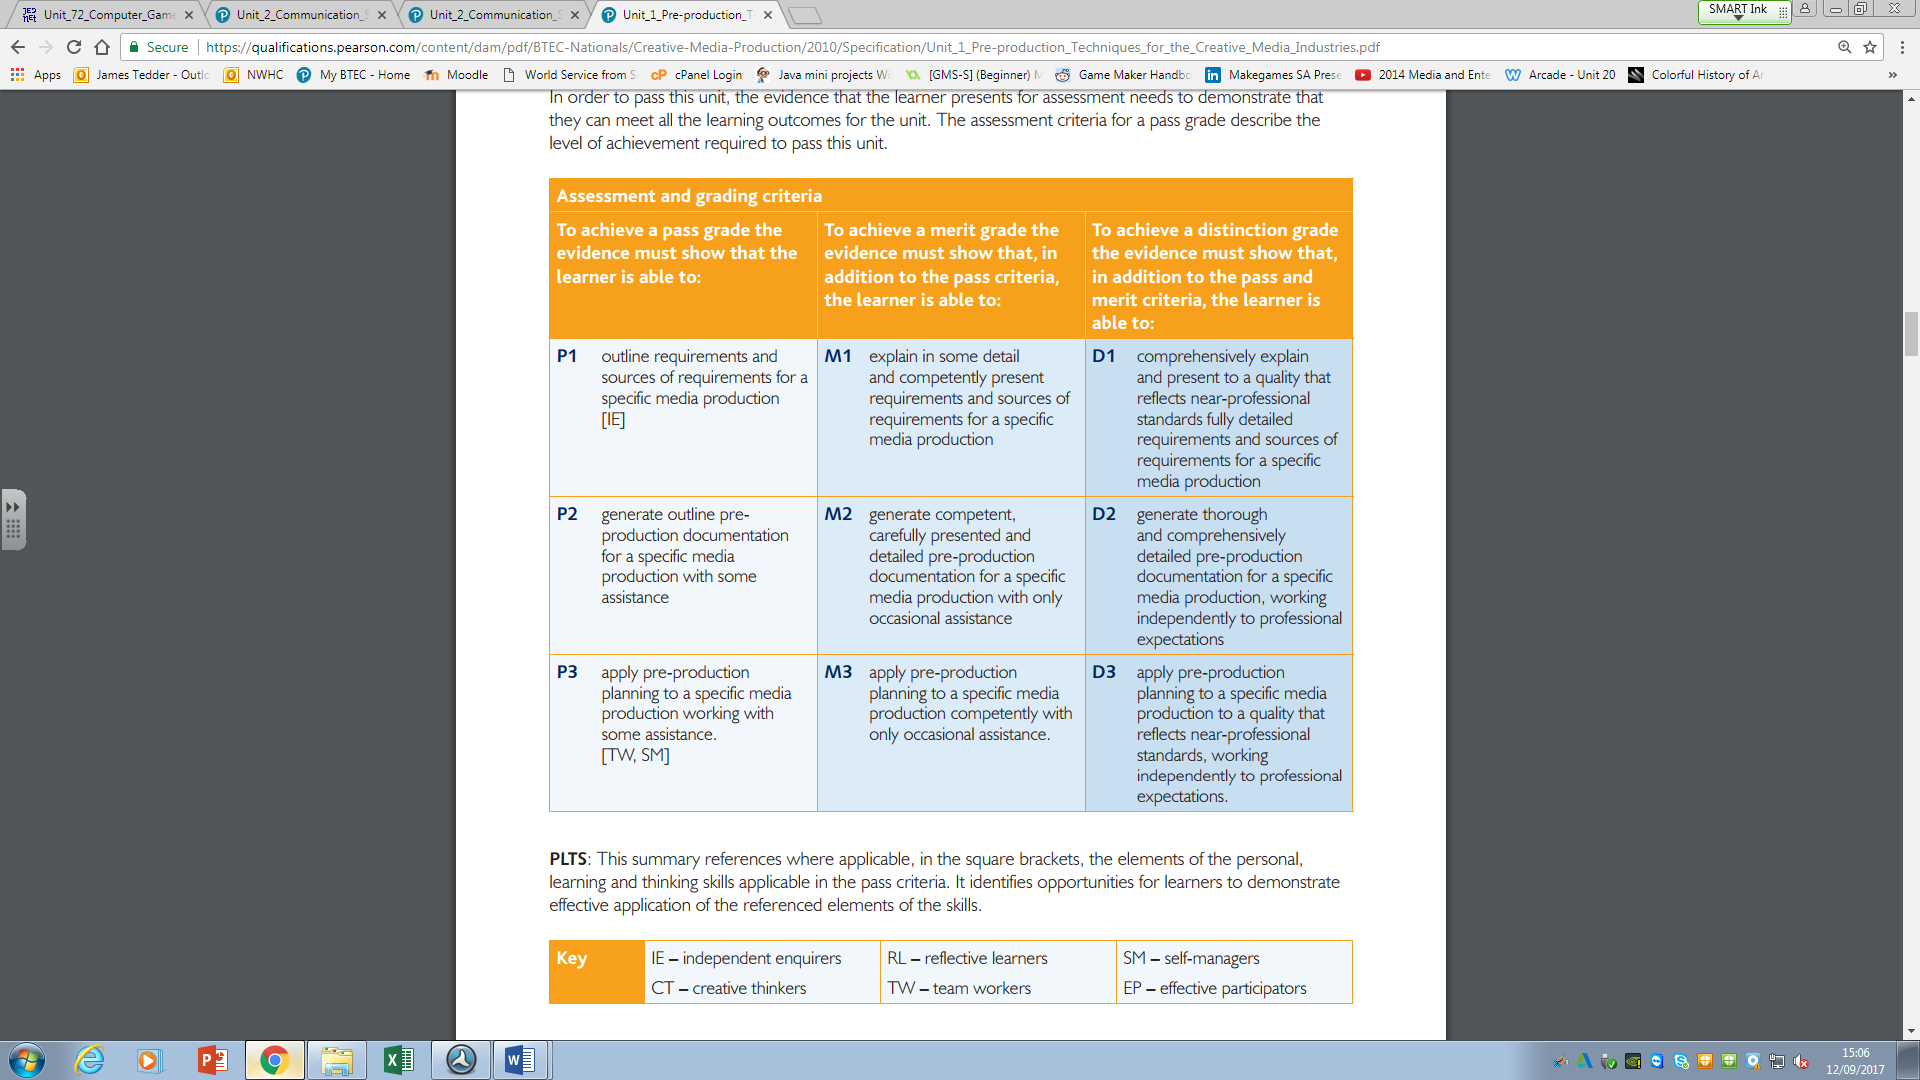 Unit_72_Computer_Game
Unit_2_Communication_S
Unit_2_Communication_S
Unit_1_Pre-production_T
SMART Ink
Secure
https://qualifications.pearson.com/content/dam/pdf/BTEC-Nationals/Creative-Media-Production/2010/Specification/Unit_1_Pre-production_Techniques_for_the_Creative_Media_Industries.pdf
Apps
James Tedder - Outlo
NWHC
My BTEC - Home
Moodle
World Service from S
cPanel Login
Java mini projects Wi
[GMS-S] (Beginner)
Game Maker Handbo
Makegames SA Prese
2014 Media and Ente
Arcade - Unit 20
Colorful History of Ar
In order to pass this unit, the evidence that the learner presents for assessment needs to demonstrate that
they can meet all the learning outcomes for the unit. The assessment criteria for a pass grade describe the
level of achievement required to pass this unit.
Assessment and grading criteria
To achieve a pass grade the
evidence must show that the
learner is able to:
To achieve a merit grade the
evidence must show that, in
addition to the pass criteria,
the learner is able to:
To achieve a distinction grade
the evidence must show that,
in addition to the pass and
merit criteria, the learner is
able to:
P1 outline requirements and
sources of requirements for a
specific media production
[IE]
M1 explain in some detail
and competently present
requirements and sources of
requirements for a specific
media production
D1 comprehensively explain
and present to a quality that
reflects near-professional
standards fully detailed
requirements and sources of
requirements for a specific
media production
P2 generate outline pre-
production documentation
for a specific media
production with some
assistance
M2 generate competent,
carefully presented and
detailed pre-production
documentation for a specific
media production with only
occasional assistance
D2 generate thorough
and comprehensively
detailed pre-production
documentation for a specific
media production, working
independently to professional
expectations
P3 apply pre-production
planning to a specific media
production working with
some assistance.
[TW, SM]
M3 apply pre-production
planning to a specific media
production competently with
only occasional assistance.
D3 apply pre-production
planning to a specific media
production to a quality that
reflects near-professional
standards, working
independently to professional
expectations.
PLTS: This summary references where applicable, in the square brackets, the elements of the personal,
learning and thinking skills applicable in the pass criteria. It identifies opportunities for learners to demonstrate
effective application of the referenced elements of the skills.
Key
IE – independent enquirers
RL – reflective learners
SM – self-managers
CT – creative thinkers
TW – team workers
EP – effective participators
15:06
12/09/2017